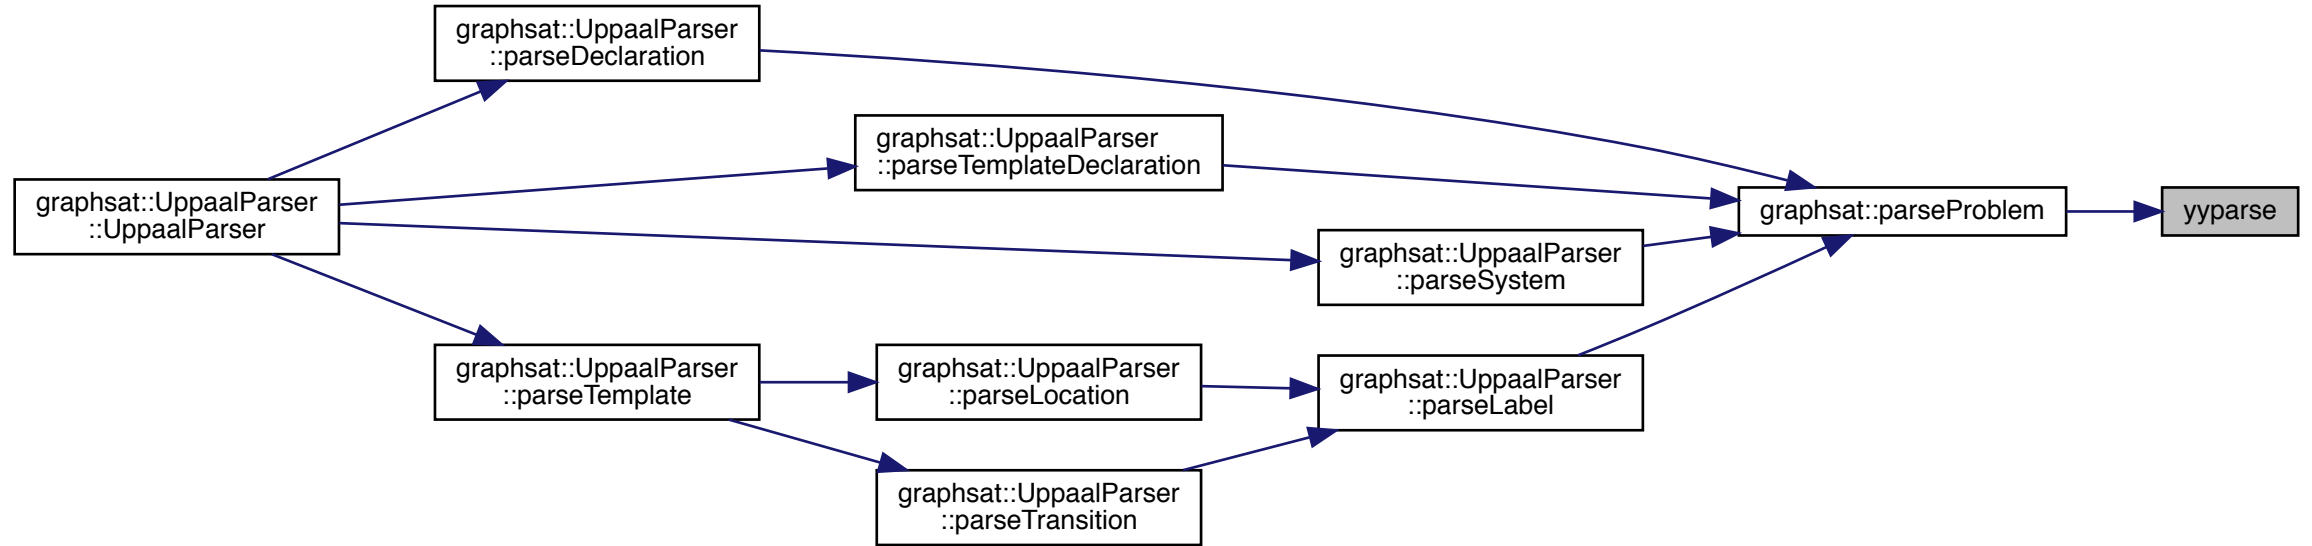 graphsat::UppaalParser
::parseDeclaration
graphsat::UppaalParser
::parseTemplateDeclaration
graphsat::UppaalParser
::UppaalParser
graphsat::parseProblem
yyparse
graphsat::UppaalParser
::parseSystem
graphsat::UppaalParser
::parseTemplate
graphsat::UppaalParser
::parseLocation
graphsat::UppaalParser
::parseLabel
graphsat::UppaalParser
::parseTransition